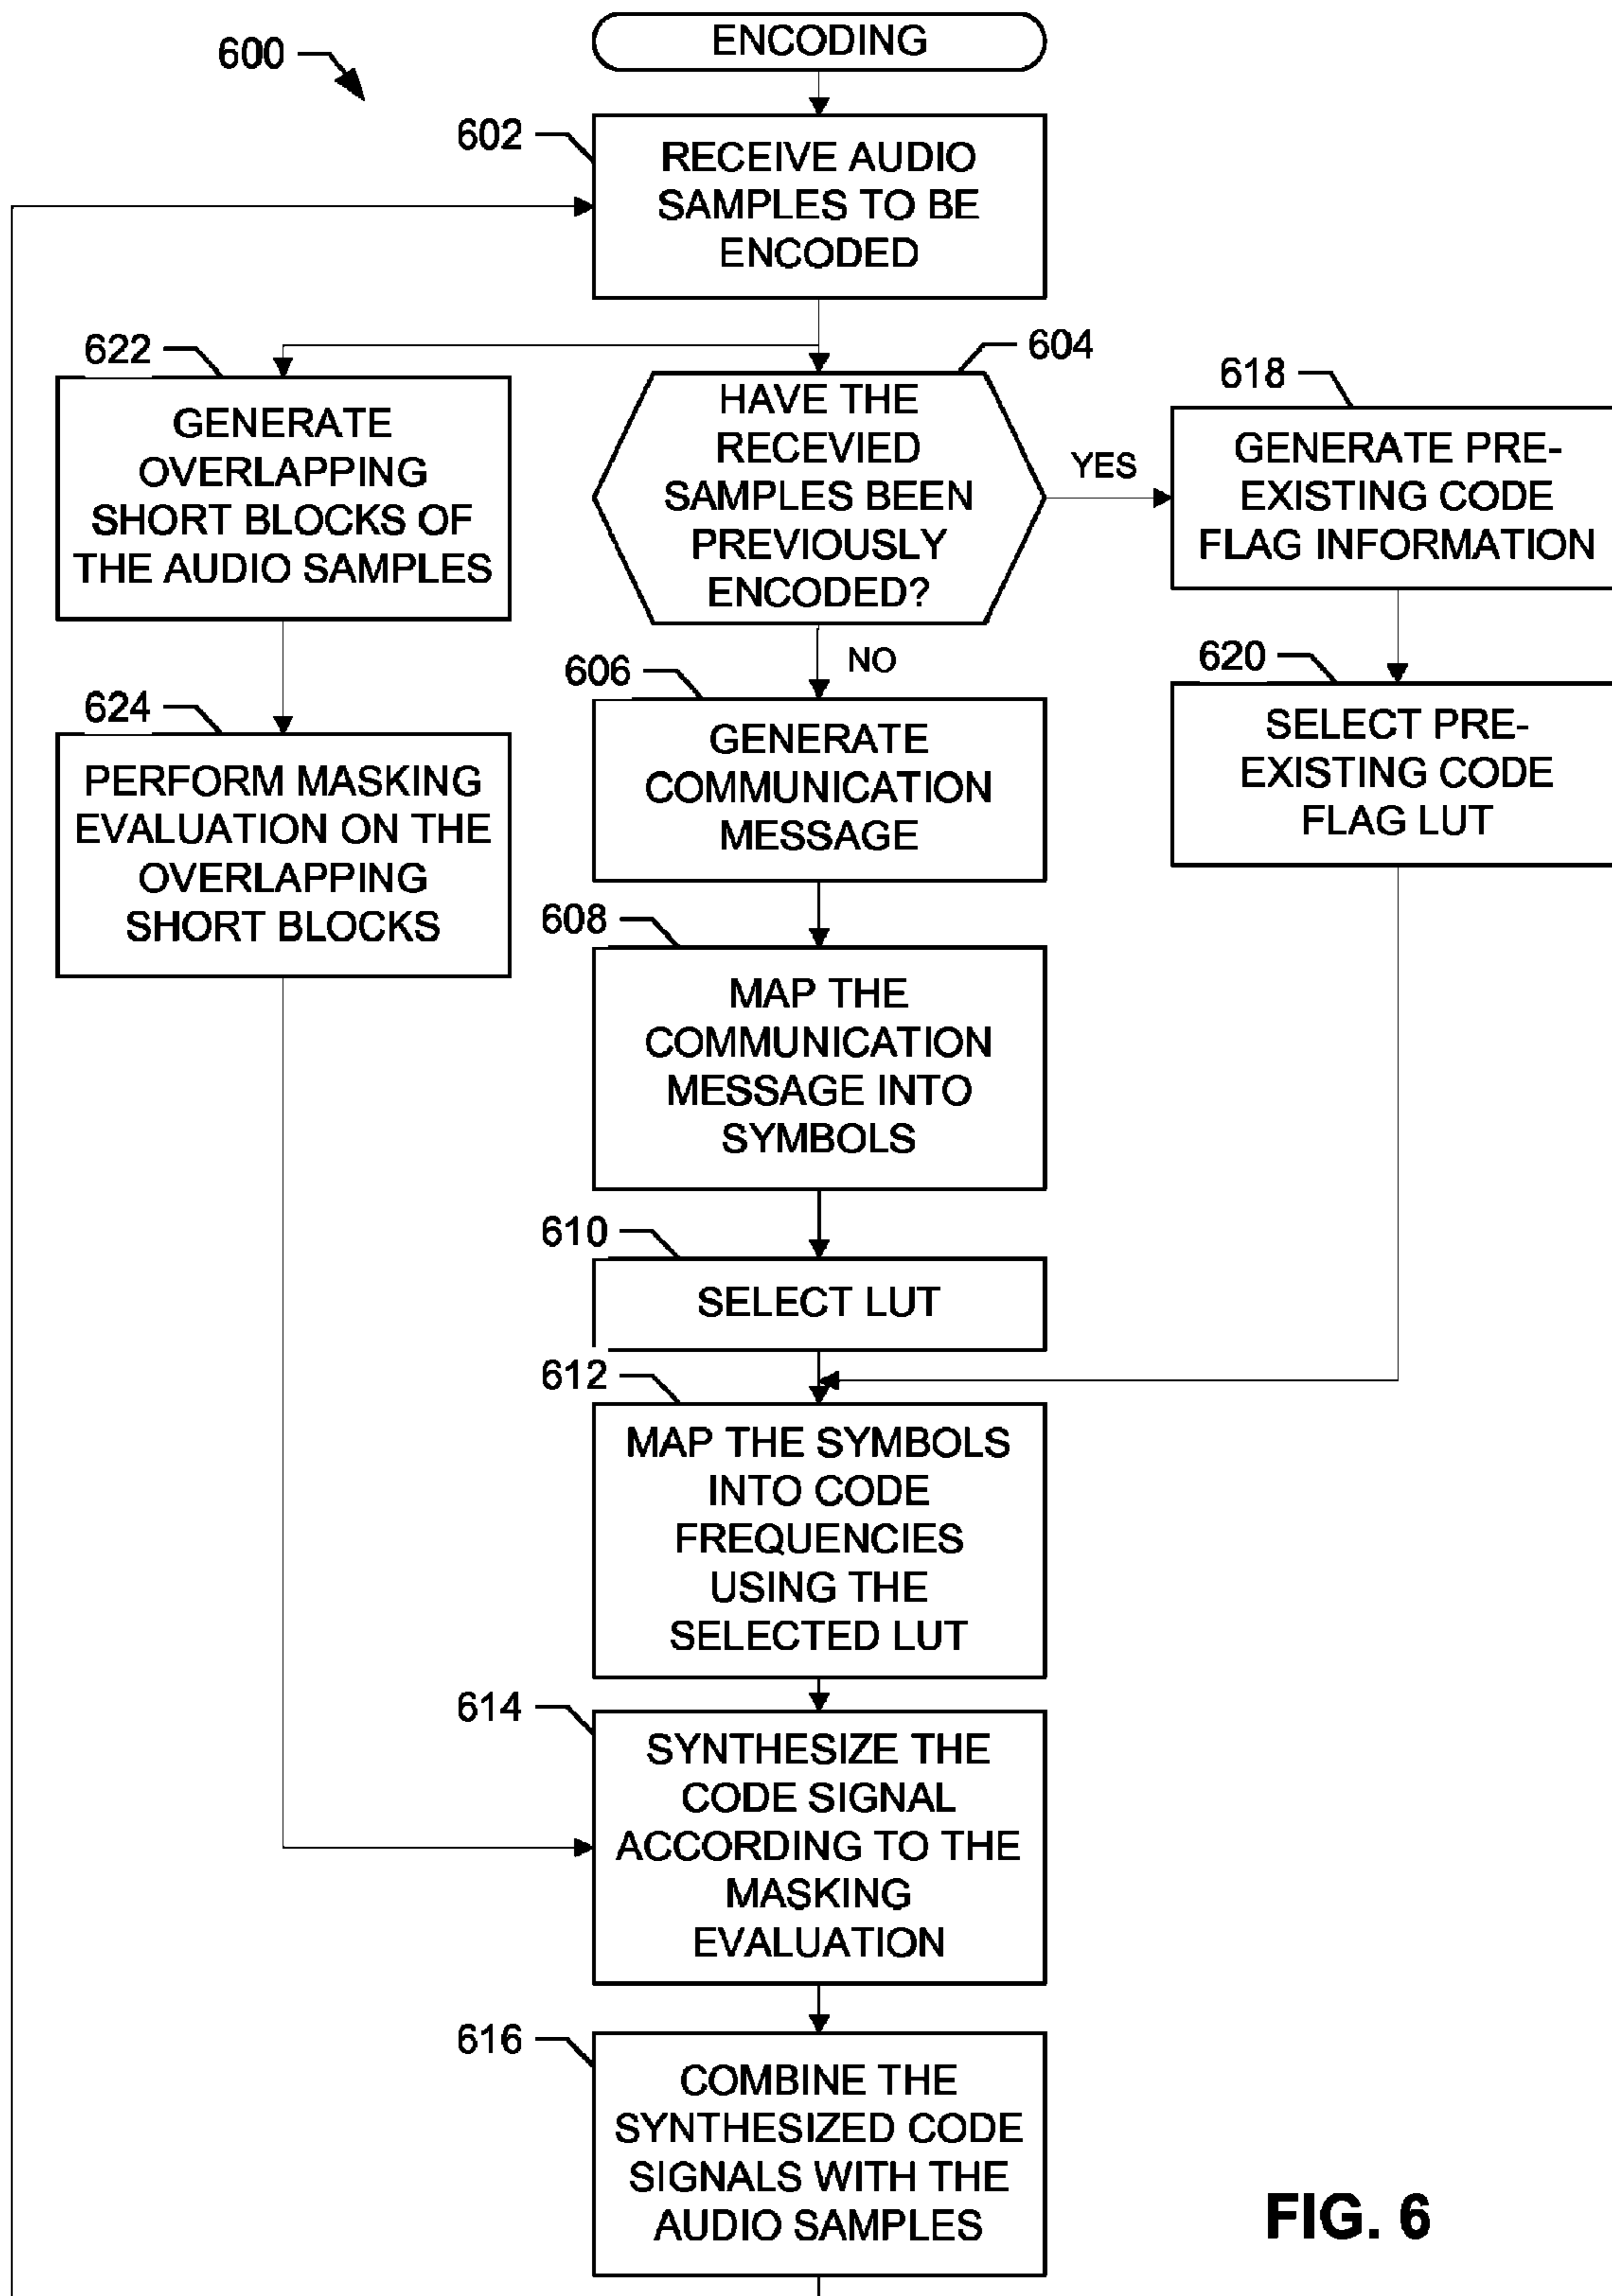 ENCODING
600
602
RECEIVE AUDIO
SAMPLES TO BE
ENCODED
622
GENERATE
OVERLAPPING
SHORT BLOCKS OF
THE AUDIO SAMPLES
604
HAVE THE
RECEVIED
SAMPLES BEEN
PREVIOUSLY
ENCODED?
YES
618
GENERATE PRE-
EXISTING CODE
FLAG INFORMATION
NO
624
PERFORM MASKING
EVALUATION ON THE
OVERLAPPING
SHORT BLOCKS
606
GENERATE
COMMUNICATION
MESSAGE
620
SELECT PRE-
EXISTING CODE
FLAG LUT
608
MAP THE
COMMUNICATION
MESSAGE INTO
SYMBOLS
610
SELECT LUT
612
MAP THE SYMBOLS
INTO CODE
FREQUENCIES
USING THE
SELECTED LUT
614
SYNTHESIZE THE
CODE SIGNAL
ACCORDING TO THE
MASKING
EVALUATION
616
COMBINE THE
SYNTHESIZED CODE
SIGNALS WITH THE
AUDIO SAMPLES
FIG. 6